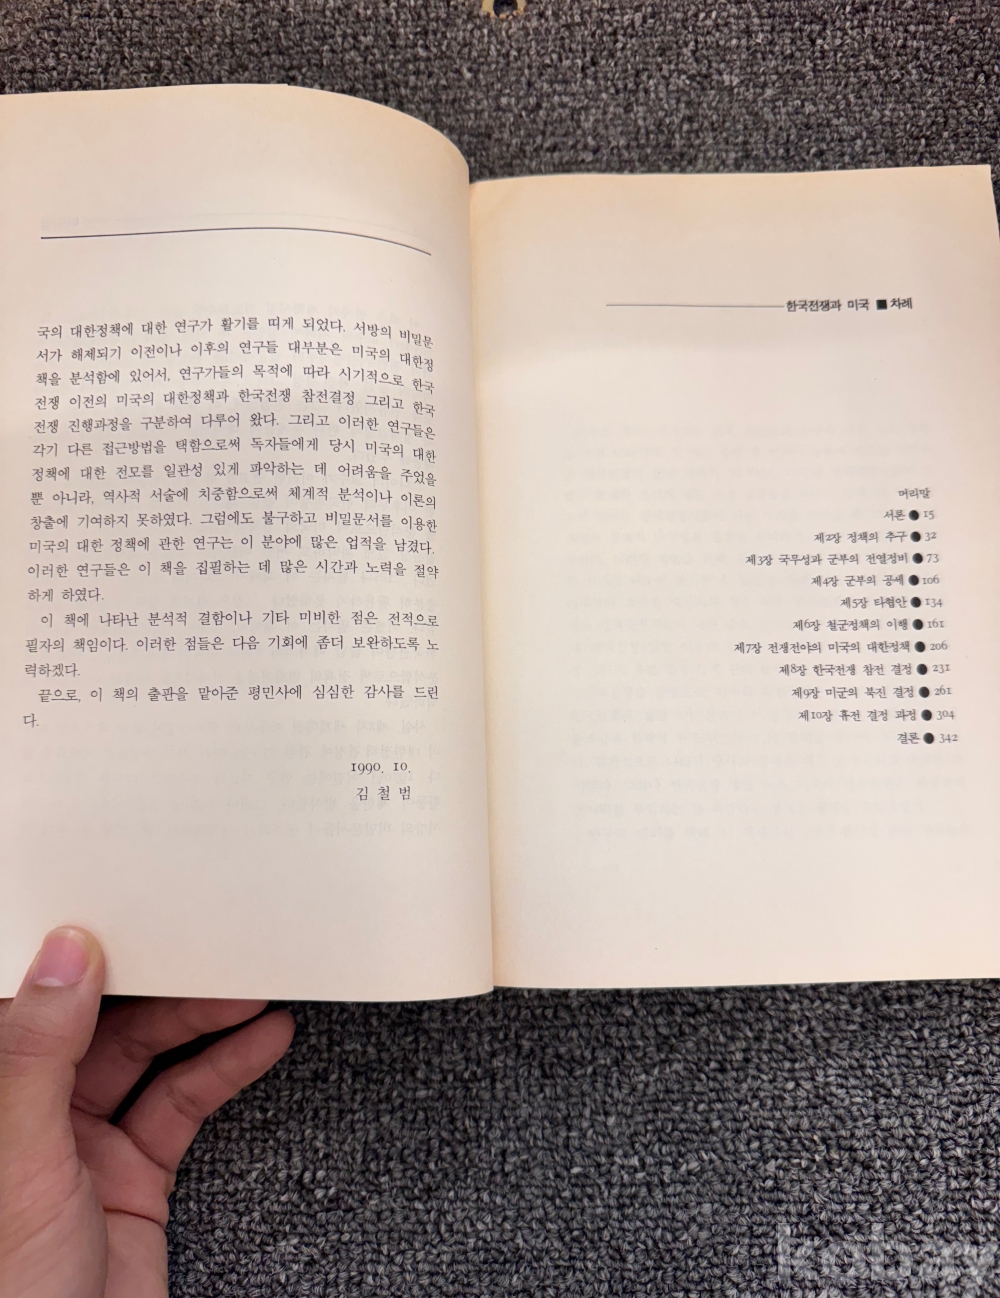 국의 대한정책에 대한 연구가 활기를 띠게 되었다. 서방의 비밀문
서가 해제되기 이전이나 이후의 연구들 대부분은 미국의 대한정
책을 분석함에 있어서, 연구가들의 목적에 따라 시기적으로 한국
전쟁 이전의 미국의 대한정책과 한국전쟁 참전결정 그리고 한국
전쟁 진행과정을 구분하여 다루어 왔다. 그리고 이러한 연구들은
각기 다른 접근방법을 택함으로써 독자들에게 당시 미국의 대한
정책에 대한 전모를 일관성 있게 파악하는 데 어려움을 주었을
뿐 아니라, 역사적 서술에 치중함으로써 체계적 분석이나 이론의
창출에 기여하지 못하였다. 그럼에도 불구하고 비밀문서를 이용한
미국의 대한 정책에 관한 연구는 이 분야에 많은 업적을 남겼다.
이러한 연구들은 이 책을 집필하는 데 많은 시간과 노력을 절약
하게 하였다.
이 책에 나타난 분석적 결함이나 기타 미비한 점은 전적으로
필자의 책임이다. 이러한 점들은 다음 기회에 좀더 보완하도록 노
력하겠다.
끝으로, 이 책의 출판을 맡아준 평민사에 심심한 감사를 드린
다.
1990. 10.
김 철 범
한국전쟁과 미국 ■ 차례
머리말
서론 ● 15
제2장 정책의 추구 ● 32
제3장 국무성과 군부의 전열정비 ● 73
제4장 군부의 공세 ● 106
제5장 타협안 ● 134
제6장 철군정책의 이행 ● 161
제7장 전쟁전야의 미국의 대한정책 ● 206
제8장 한국전쟁 참전 결정 ● 231
제9장 미군의 북진 결정 ● 261
제10장 휴전 결정 과정 ● 304
결론 ● 342
kobay